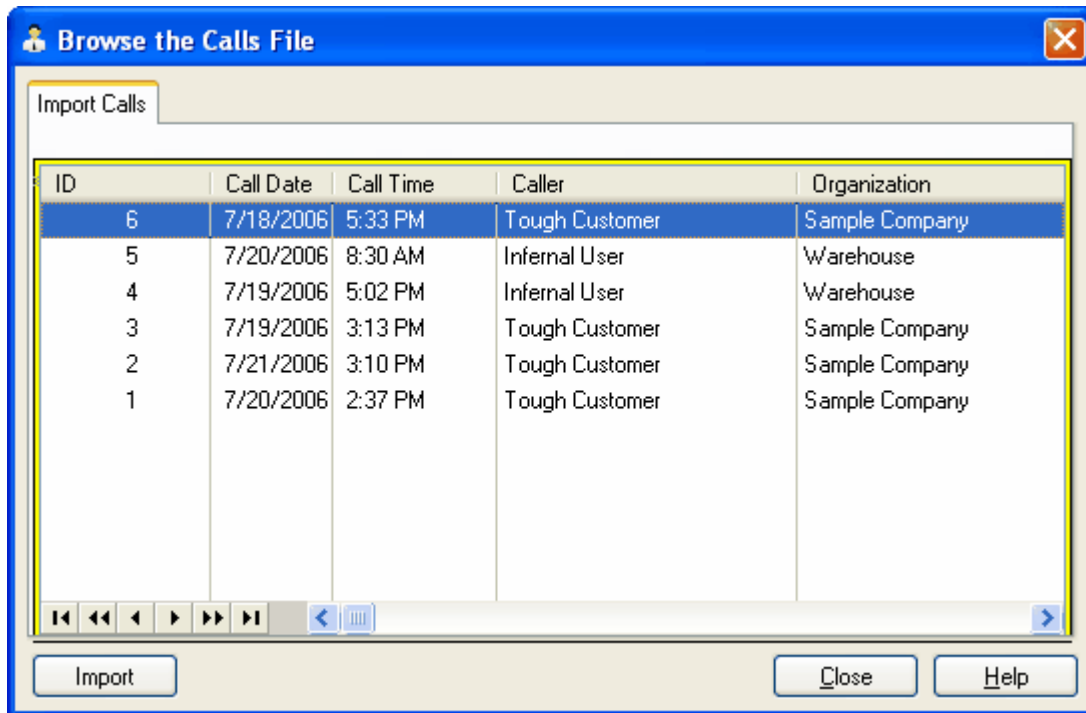 Browse the Calls File
Import Calls
ID Call Date Call Time Caller Organization
6 7/18/2006 5:33 PM Tough Customer Sample Company
5 7/20/2006 8:30 AM Infernal User Warehouse
4 7/19/2006 5:02 PM Infernal User Warehouse
3 7/19/2006 3:13 PM Tough Customer Sample Company
2 7/21/2006 3:10 PM Tough Customer Sample Company
1 7/20/2006 2:37 PM Tough Customer Sample Company
Import Close Help